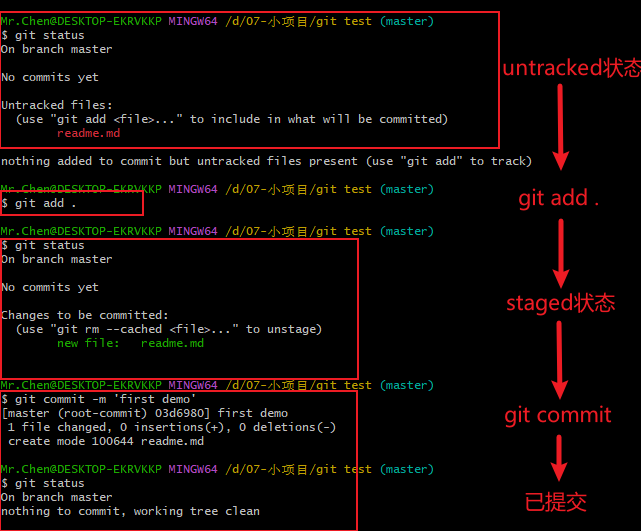 Mr.Chen@DESKTOP-EKRVKKP MINGW64 /d/07-小项目/git test (master)
$ git status
On branch master
No commits yet
Untracked files:
(use "git add <file>..." to include in what will be committed)
readme.md
nothing added to commit but untracked files present (use "git add" to track)
Mr.Chen@DESKTOP-EKRVKKP MINGW64 /d/07-小项目/git test (master)
$ git add .
Mr.Chen@DESKTOP-EKRVKKP MINGW64 /d/07-小项目/git test (master)
$ git status
On branch master
No commits yet
Changes to be committed:
(use "git rm --cached <file>..." to unstage)
new file:   readme.md
Mr.Chen@DESKTOP-EKRVKKP MINGW64 /d/07-小项目/git test (master)
$ git commit -m 'first demo'
[master (root-commit) 03d6980] first demo
1 file changed, 0 insertions(+), 0 deletions(-)
create mode 100644 readme.md
Mr.Chen@DESKTOP-EKRVKKP MINGW64 /d/07-小项目/git test (master)
$ git status
On branch master
nothing to commit, working tree clean
untracked状态
git add .
staged状态
git commit
已提交